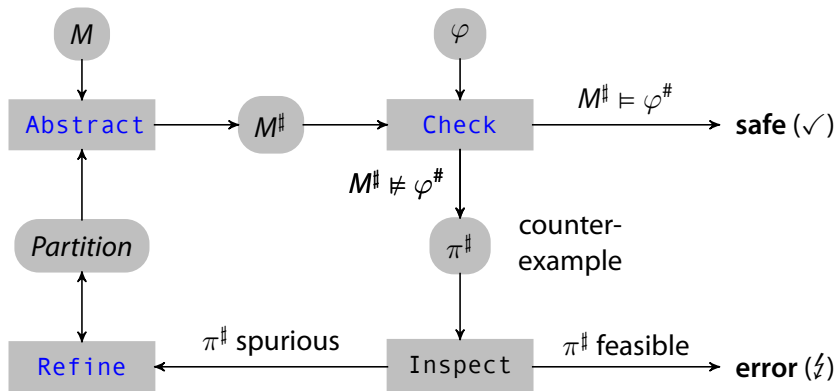 M
φ
Abstract
M♯
Check
M♯ ⊨ φ#
safe (✓)
M♯ ⊭ φ#
Partition
π♯
counter-
example
Refine
π♯ spurious
Inspect
π♯ feasible
error (↯)